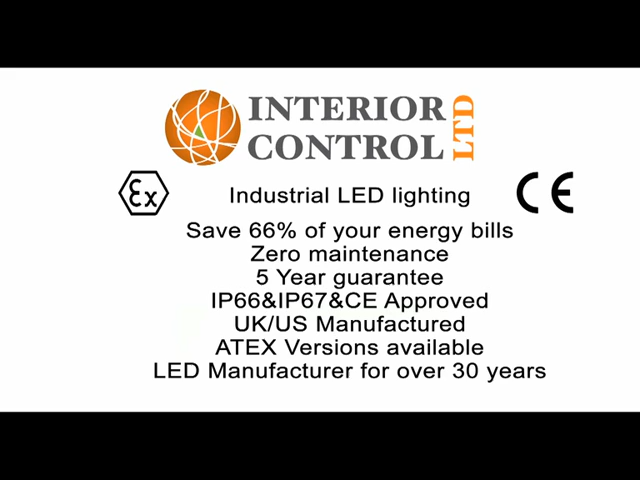 INTERIOR
CONTROL
LTD
Ex
CE
Industrial LED lighting
Save 66% of your energy bills
Zero maintenance
5 Year guarantee
IP66&IP67&CE Approved
UK/US Manufactured
ATEX Versions available
LED Manufacturer for over 30 years